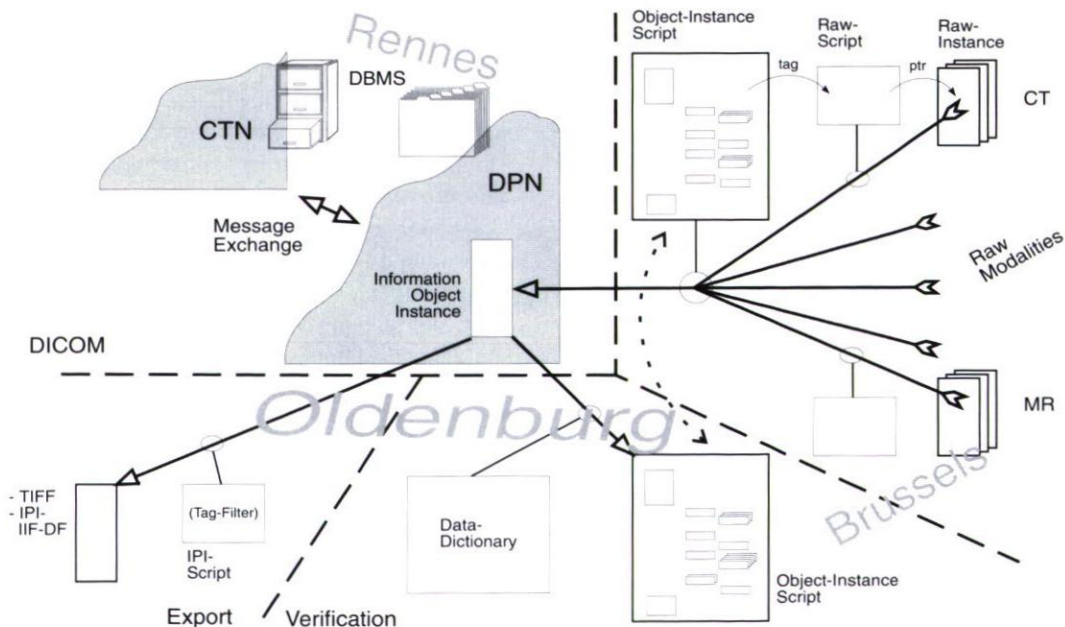 Object-Instance
Script
Raw-
Script
Raw-
Instance
Rennes
DBMS
tag
ptr
CT
CTN
DPN
Message
Exchange
Raw
Modalities
Information
Object
Instance
DICOM
Oldenburg
MR
Brussels
- TIFF
- IPI-
IIF-DF
(Tag-Filter)
IPI-
Script
Data-
Dictionary
Object-Instance
Script
Export
Verification